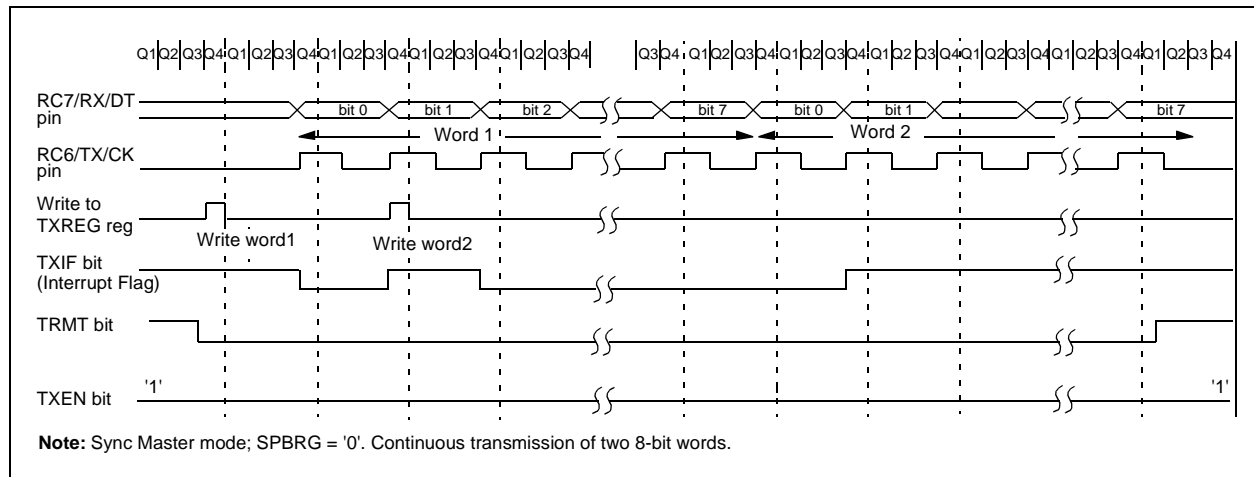 Q1 Q2 Q3 Q4 Q1 Q2 Q3 Q4 Q1 Q2 Q3 Q4 Q1 Q2 Q3 Q4 Q1 Q2 Q3 Q4 Q3 Q4 Q1 Q2 Q3 Q4 Q1 Q2 Q3 Q4 Q1 Q2 Q3 Q4 Q1 Q2 Q3 Q4 Q1 Q2 Q3 Q4 Q1 Q2 Q3 Q4
RC7/RX/DT
pin
bit 0 bit 1 bit 2 bit 7 bit 0 bit 1 bit 7
Word 1 Word 2
RC6/TX/CK
pin
Write to
TXREG reg
Write word1 Write word2
TXIF bit
(Interrupt Flag)
TRMT bit
'1' '1'
TXEN bit
Note: Sync Master mode; SPBRG = '0'. Continuous transmission of two 8-bit words.